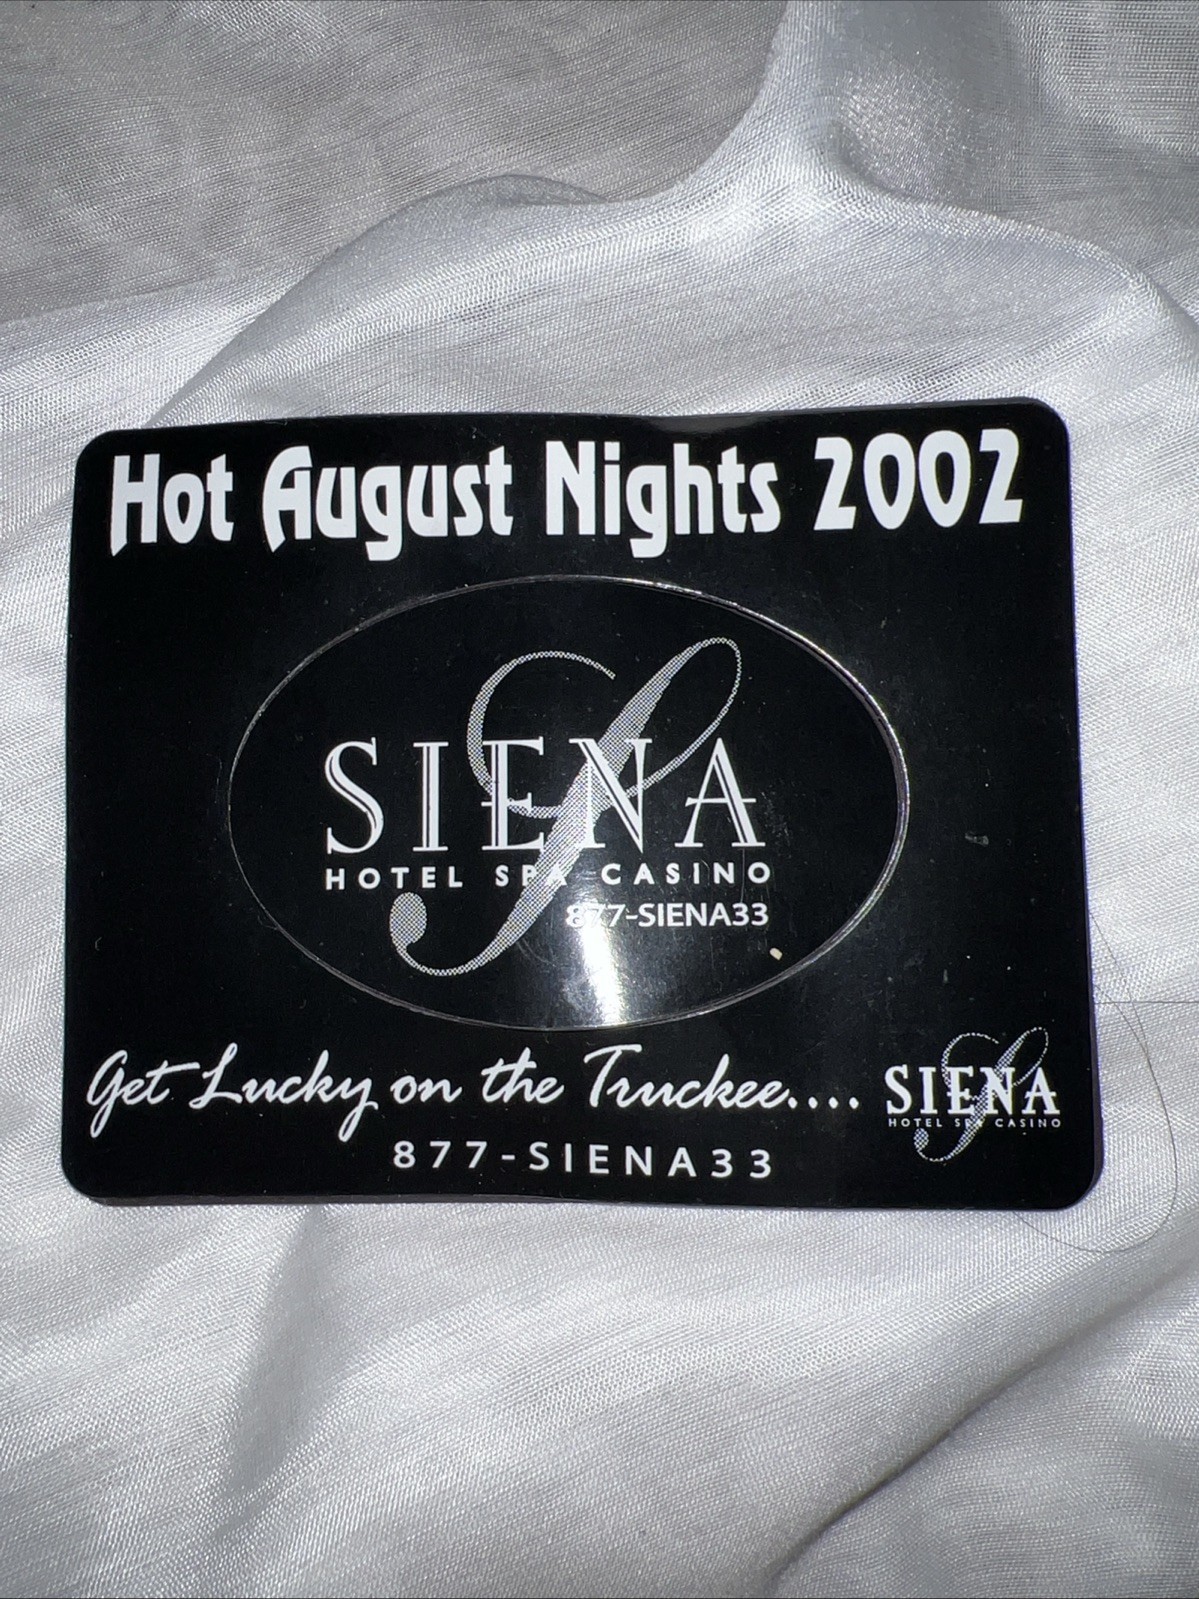 Hot August Nights 2002
SIENA
HOTEL SPA CASINO
877-SIENA33
Get Lucky on the Truckee....
SIENA
HOTEL SPA CASINO
877-SIENA33